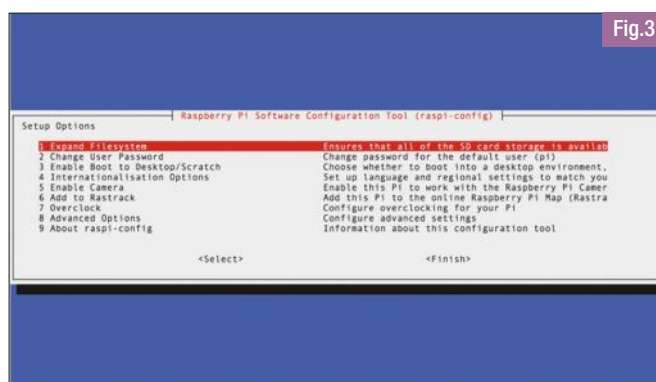 Fig.3
Raspberry Pi Software Configuration Tool (raspi-config)
Setup Options
1 Expand Filesystem Ensures that all of the SD card storage is availab
2 Change User Password Change password for the default user (pi)
3 Enable Boot to Desktop/Scratch Choose whether to boot into a desktop environment,
4 Internationalisation Options Set up language and regional settings to match you
5 Enable Camera Enable this Pi to work with the Raspberry Pi Camer
6 Add to Rastrack Add this Pi to the online Raspberry Pi Map (Rastra
7 Overclock Configure overclocking for your Pi
8 Advanced Options Configure advanced settings
9 About raspi-config Information about this configuration tool
<Select> <Finish>